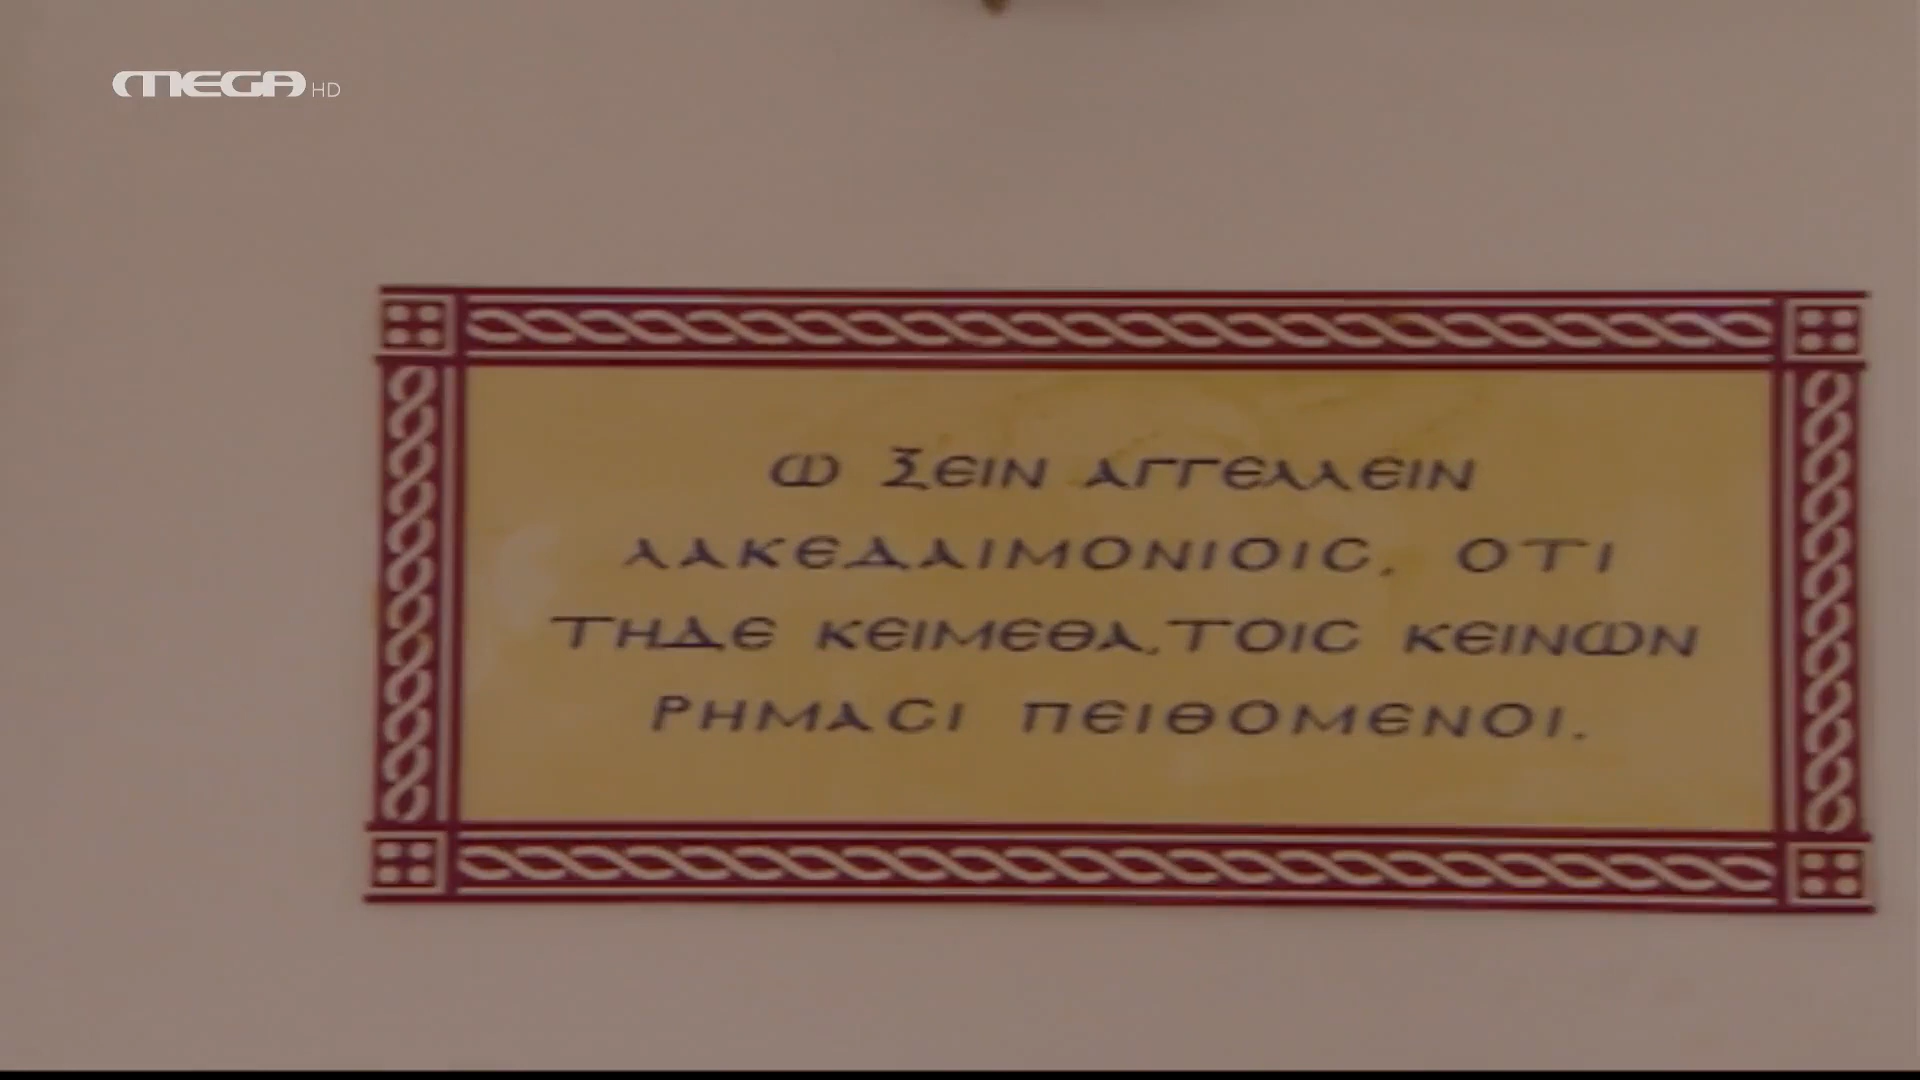 MEGA HD
Ω ΞΕΙΝ ΑΓΓΕΛΛΕΙΝ
ΛΑΚΕΔΑΙΜΟΝΙΟΙϹ, ΟΤΙ
ΤΗΔΕ ΚΕΙΜΕΘΑ, ΤΟΙϹ ΚΕΙΝΩΝ
ΡΗΜΑϹΙ ΠΕΙΘΟΜΕΝΟΙ.